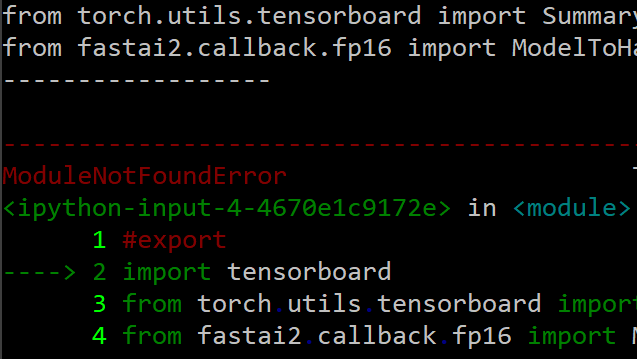 from torch.utils.tensorboard import Summary
from fastai2.callback.fp16 import ModelToHa
------------------
------------------------------------------
ModuleNotFoundError
<ipython-input-4-4670e1c9172e> in <module>
1 #export
----> 2 import tensorboard
3 from torch.utils.tensorboard impor
4 from fastai2.callback.fp16 import M